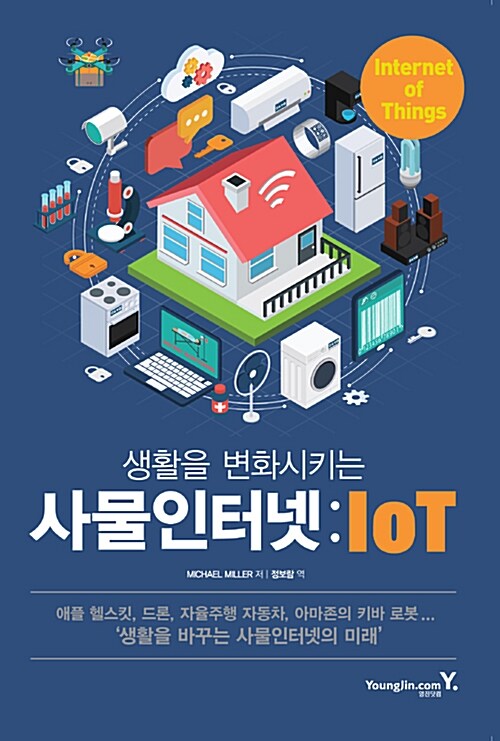 Internet
of
Things
생활을 변화시키는
사물인터넷:IoT
MICHAEL MILLER 저 | 정보람 역
애플 헬스킷, 드론, 자율주행 자동차, 아마존의 키바 로봇...
‘생활을 바꾸는 사물인터넷의 미래’
YoungJin.com Y.
영진닷컴